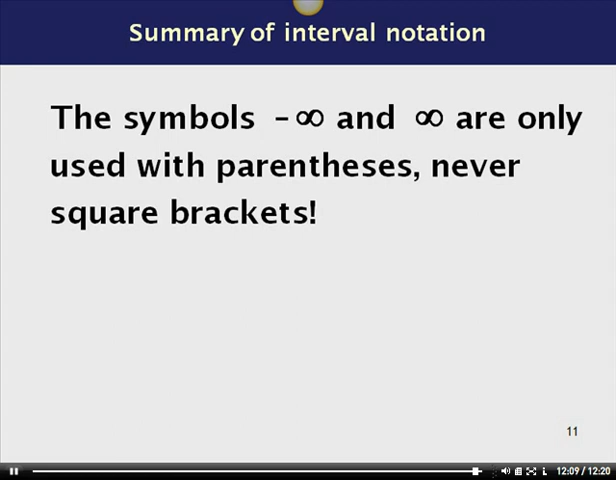 Summary of interval notation
The symbols -∞ and ∞ are only
used with parentheses, never
square brackets!
11
12:09 / 12:20